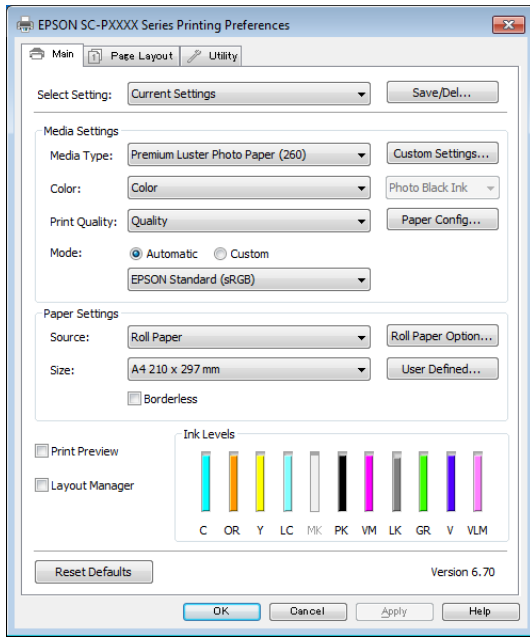 EPSON SC-PXXXX Series Printing Preferences
Main Page Layout Utility
Select Setting: Current Settings Save/Del...
Media Settings
Media Type: Premium Luster Photo Paper (260) Custom Settings...
Color: Color Photo Black Ink
Print Quality: Quality Paper Config...
Mode: Automatic Custom
EPSON Standard (sRGB)
Paper Settings
Source: Roll Paper Roll Paper Option...
Size: A4 210 x 297 mm User Defined...
Borderless
Ink Levels
Print Preview
Layout Manager
C OR Y LC MK PK VM LK GR V VLM
Reset Defaults Version 6.70
OK Cancel Apply Help